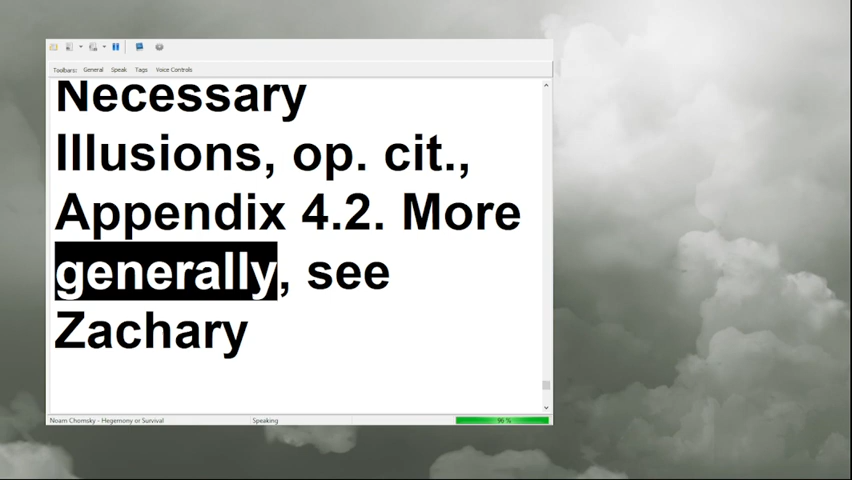 Toolbars: General Speak Tags Voice Controls
Necessary
Illusions, op. cit.,
Appendix 4.2. More
generally, see
Zachary
Noam Chomsky - Hegemony or Survival Speaking 96 %